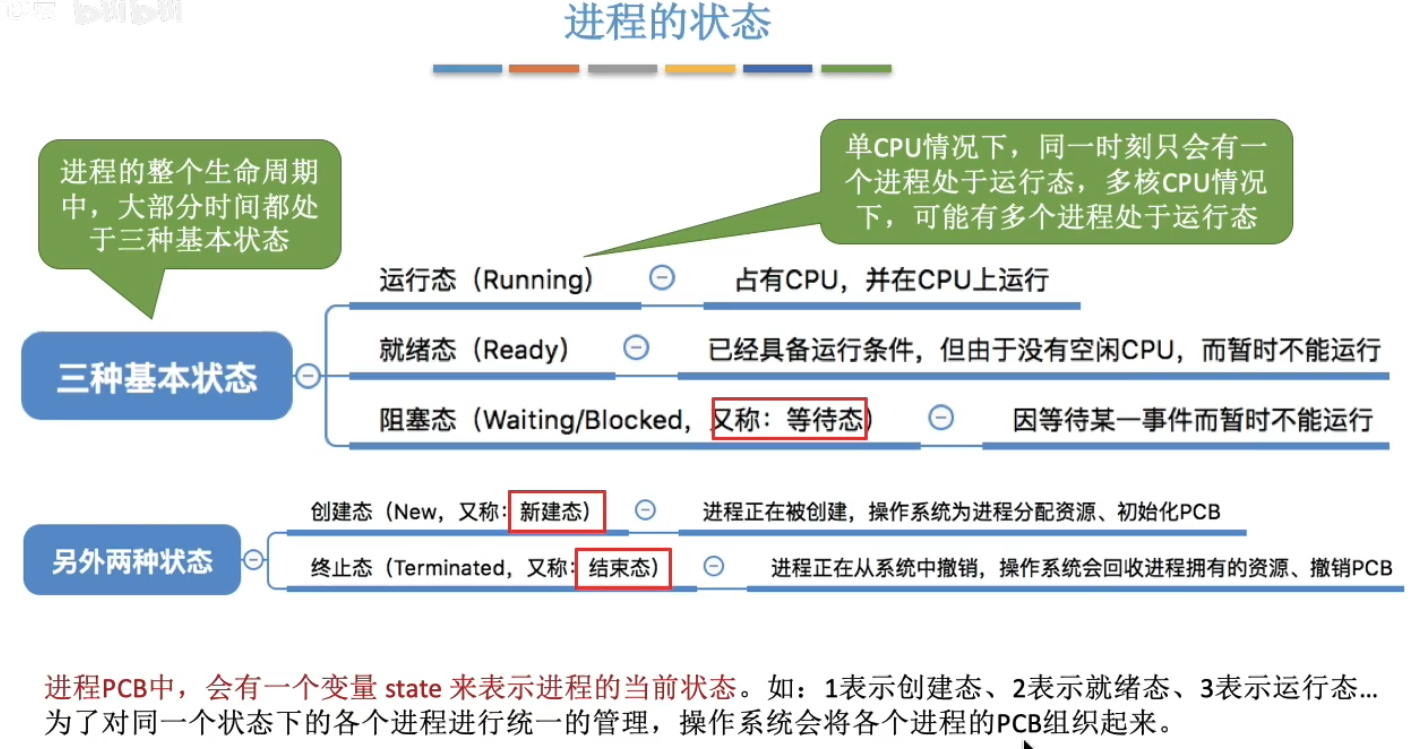 bilibili
进程的状态
进程的整个生命周期
中，大部分时间都处
于三种基本状态
单CPU情况下，同一时刻只会有一
个进程处于运行态，多核CPU情况
下，可能有多个进程处于运行态
三种基本状态
运行态（Running）
占有CPU，并在CPU上运行
就绪态（Ready）
已经具备运行条件，但由于没有空闲CPU，而暂时不能运行
阻塞态（Waiting/Blocked，又称：等待态）
因等待某一事件而暂时不能运行
另外两种状态
创建态（New，又称：新建态）
进程正在被创建，操作系统为进程分配资源、初始化PCB
终止态（Terminated，又称：结束态）
进程正在从系统中撤销，操作系统会回收进程拥有的资源、撤销PCB
进程PCB中，会有一个变量 state 来表示进程的当前状态。如：1表示创建态、2表示就绪态、3表示运行态…
为了对同一个状态下的各个进程进行统一的管理，操作系统会将各个进程的PCB组织起来。